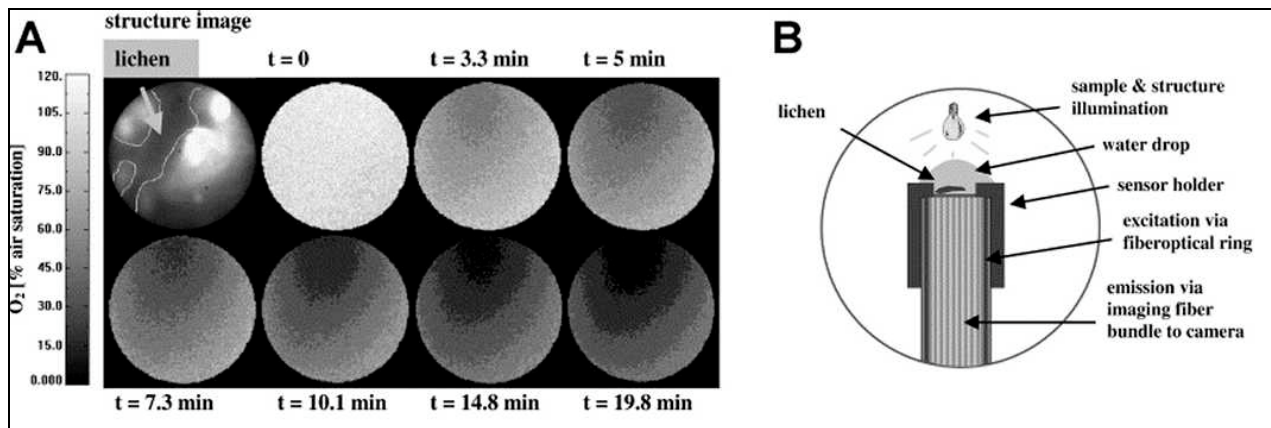 A
structure image
lichen
t = 0
t = 3.3 min
t = 5 min
O₂ [% air saturation]
120.
90.0
75.0
60.0
45.0
30.0
15.0
0.000
t = 7.3 min
t = 10.1 min
t = 14.8 min
t = 19.8 min
B
sample & structure
illumination
lichen
water drop
sensor holder
excitation via
fiberoptical ring
emission via
imaging fiber
bundle to camera